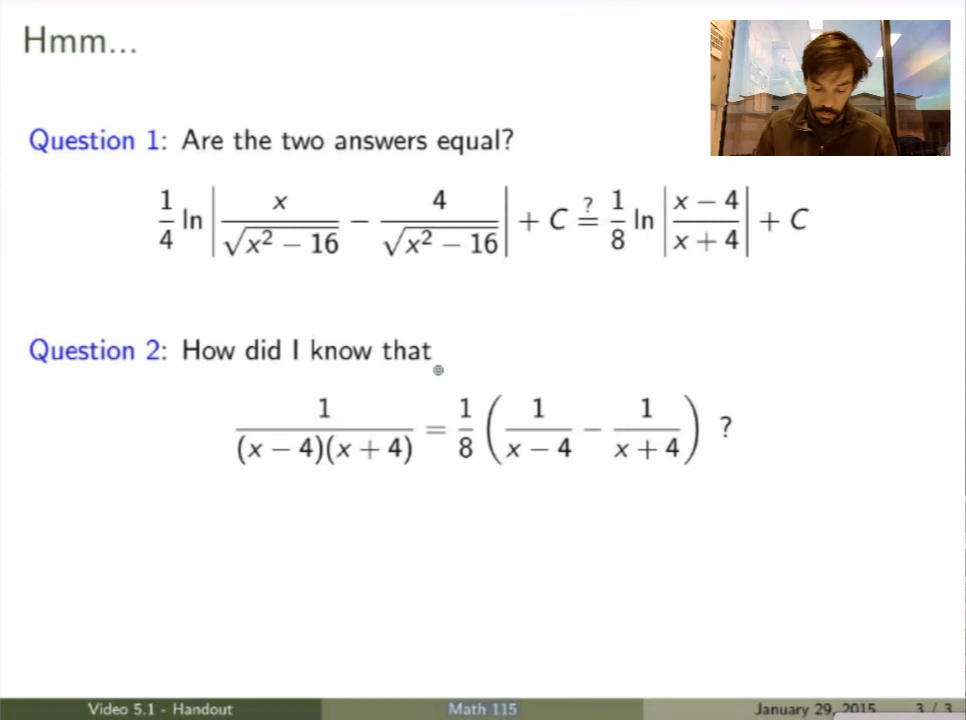 Hmm...
Question 1: Are the two answers equal?
1/4 ln |x/√(x² − 16) − 4/√(x² − 16)| + C ?= 1/8 ln |(x − 4)/(x + 4)| + C
Question 2: How did I know that
1/((x − 4)(x + 4)) = 1/8 (1/(x − 4) − 1/(x + 4)) ?
Video 5.1 - Handout Math 115 January 29, 2015 3 / 3